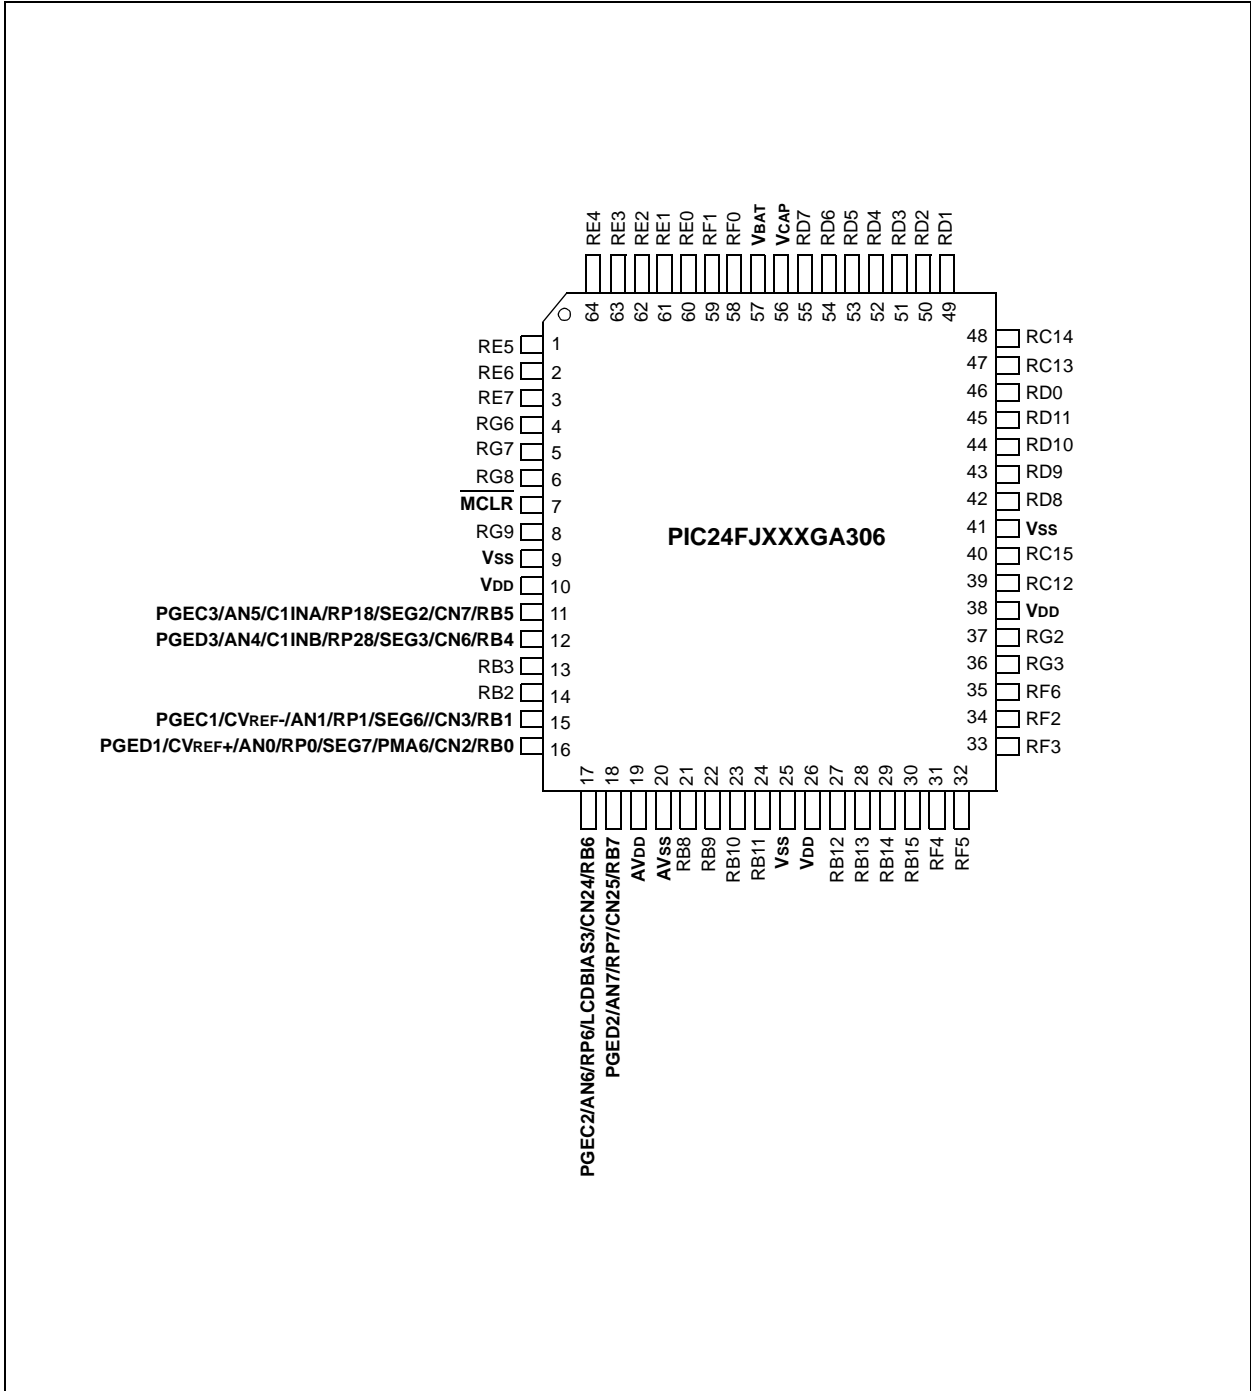 RE4
RE3
RE2
RE1
RE0
RF1
RF0
VBAT
VCAP
RD7
RD6
RD5
RD4
RD3
RD2
RD1
64
63
62
61
60
59
58
57
56
55
54
53
52
51
50
49
RE5 1
RE6 2
RE7 3
RG6 4
RG7 5
RG8 6
MCLR 7
RG9 8
VSS 9
VDD 10
PGEC3/AN5/C1INA/RP18/SEG2/CN7/RB5 11
PGED3/AN4/C1INB/RP28/SEG3/CN6/RB4 12
RB3 13
RB2 14
PGEC1/CVREF-/AN1/RP1/SEG6//CN3/RB1 15
PGED1/CVREF+/AN0/RP0/SEG7/PMA6/CN2/RB0 16
PIC24FJXXXGA306
48 RC14
47 RC13
46 RD0
45 RD11
44 RD10
43 RD9
42 RD8
41 VSS
40 RC15
39 RC12
38 VDD
37 RG2
36 RG3
35 RF6
34 RF2
33 RF3
17
18
19
20
21
22
23
24
25
26
27
28
29
30
31
32
PGEC2/AN6/RP6/LCDBIAS3/CN24/RB6
PGED2/AN7/RP7/CN25/RB7
AVDD
AVSS
RB8
RB9
RB10
RB11
VSS
VDD
RB12
RB13
RB14
RB15
RF4
RF5